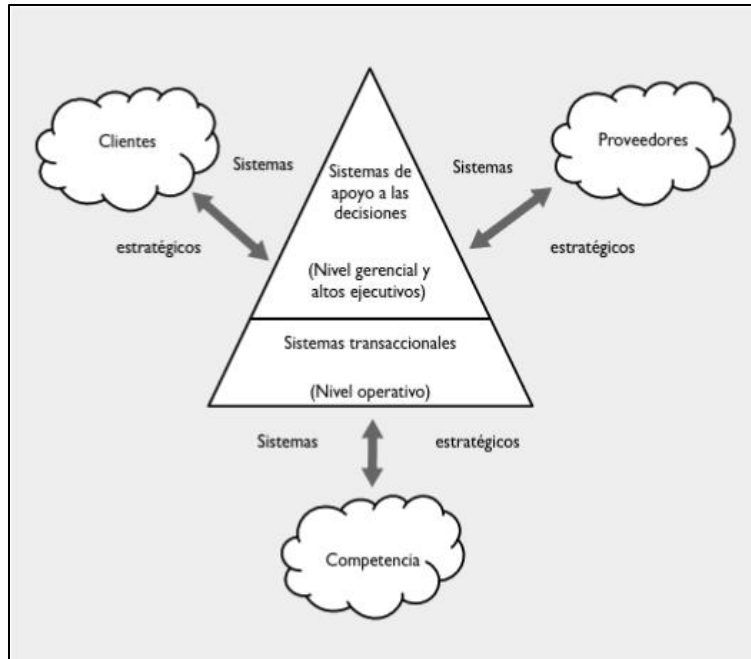 Clientes
Proveedores
Sistemas
estratégicos
Sistemas de
apoyo a las
decisiones
(Nivel gerencial y
altos ejecutivos)
Sistemas
estratégicos
Sistemas transaccionales
(Nivel operativo)
Sistemas estratégicos
Competencia